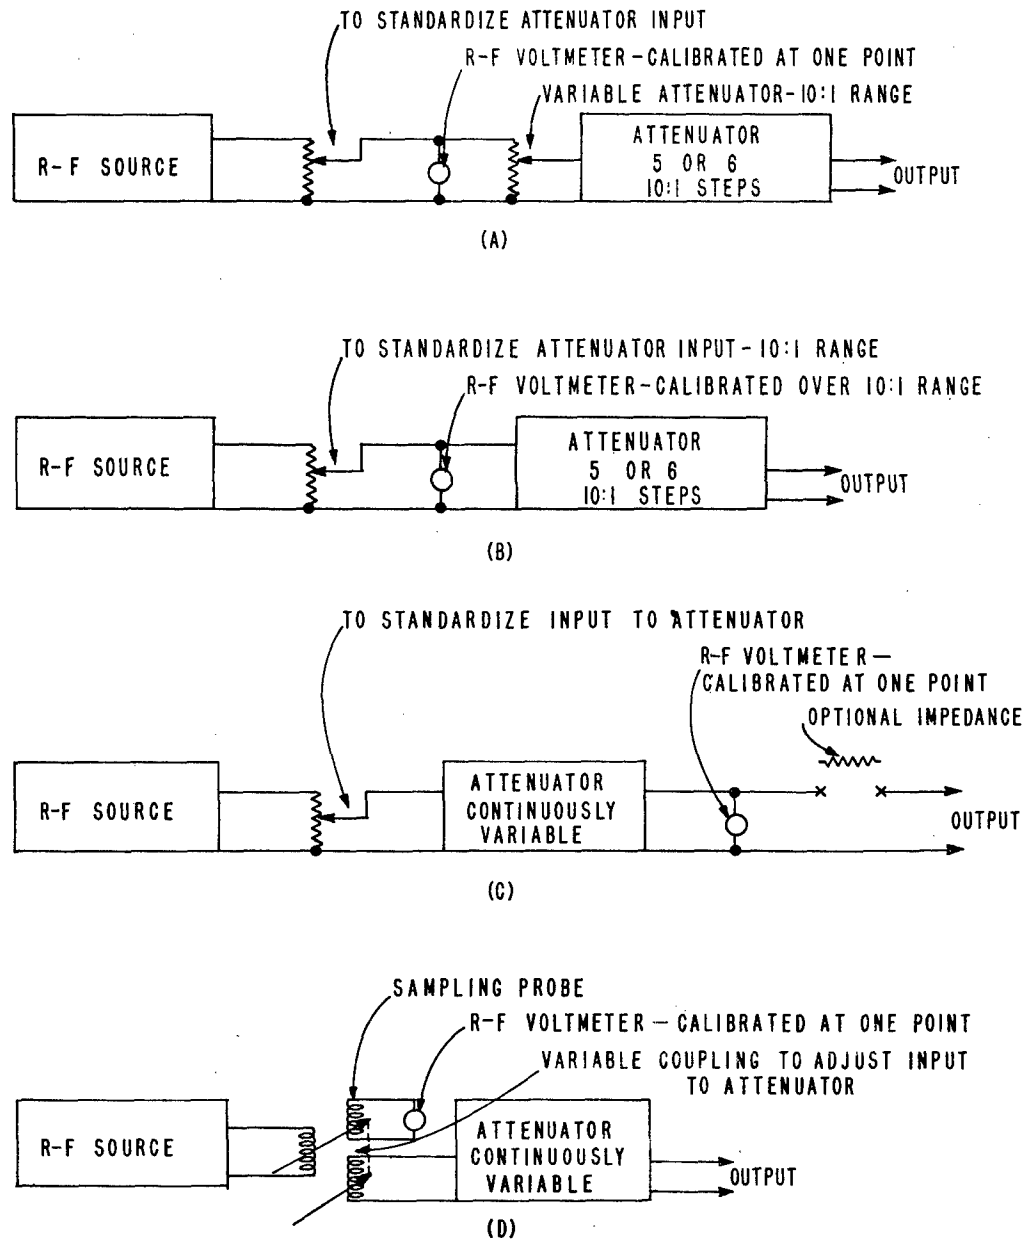 TO STANDARDIZE ATTENUATOR INPUT
R-F VOLTMETER-CALIBRATED AT ONE POINT
VARIABLE ATTENUATOR-10:1 RANGE
R-F SOURCE
ATTENUATOR
5 OR 6
10:1 STEPS
OUTPUT
(A)
TO STANDARDIZE ATTENUATOR INPUT-10:1 RANGE
R-F VOLTMETER-CALIBRATED OVER 10:1 RANGE
R-F SOURCE
ATTENUATOR
5 OR 6
10:1 STEPS
OUTPUT
(B)
TO STANDARDIZE INPUT TO ATTENUATOR
R-F VOLTMETER—
CALIBRATED AT ONE POINT
OPTIONAL IMPEDANCE
R-F SOURCE
ATTENUATOR
CONTINUOUSLY
VARIABLE
OUTPUT
(C)
SAMPLING PROBE
R-F VOLTMETER—CALIBRATED AT ONE POINT
VARIABLE COUPLING TO ADJUST INPUT
TO ATTENUATOR
R-F SOURCE
ATTENUATOR
CONTINUOUSLY
VARIABLE
OUTPUT
(D)